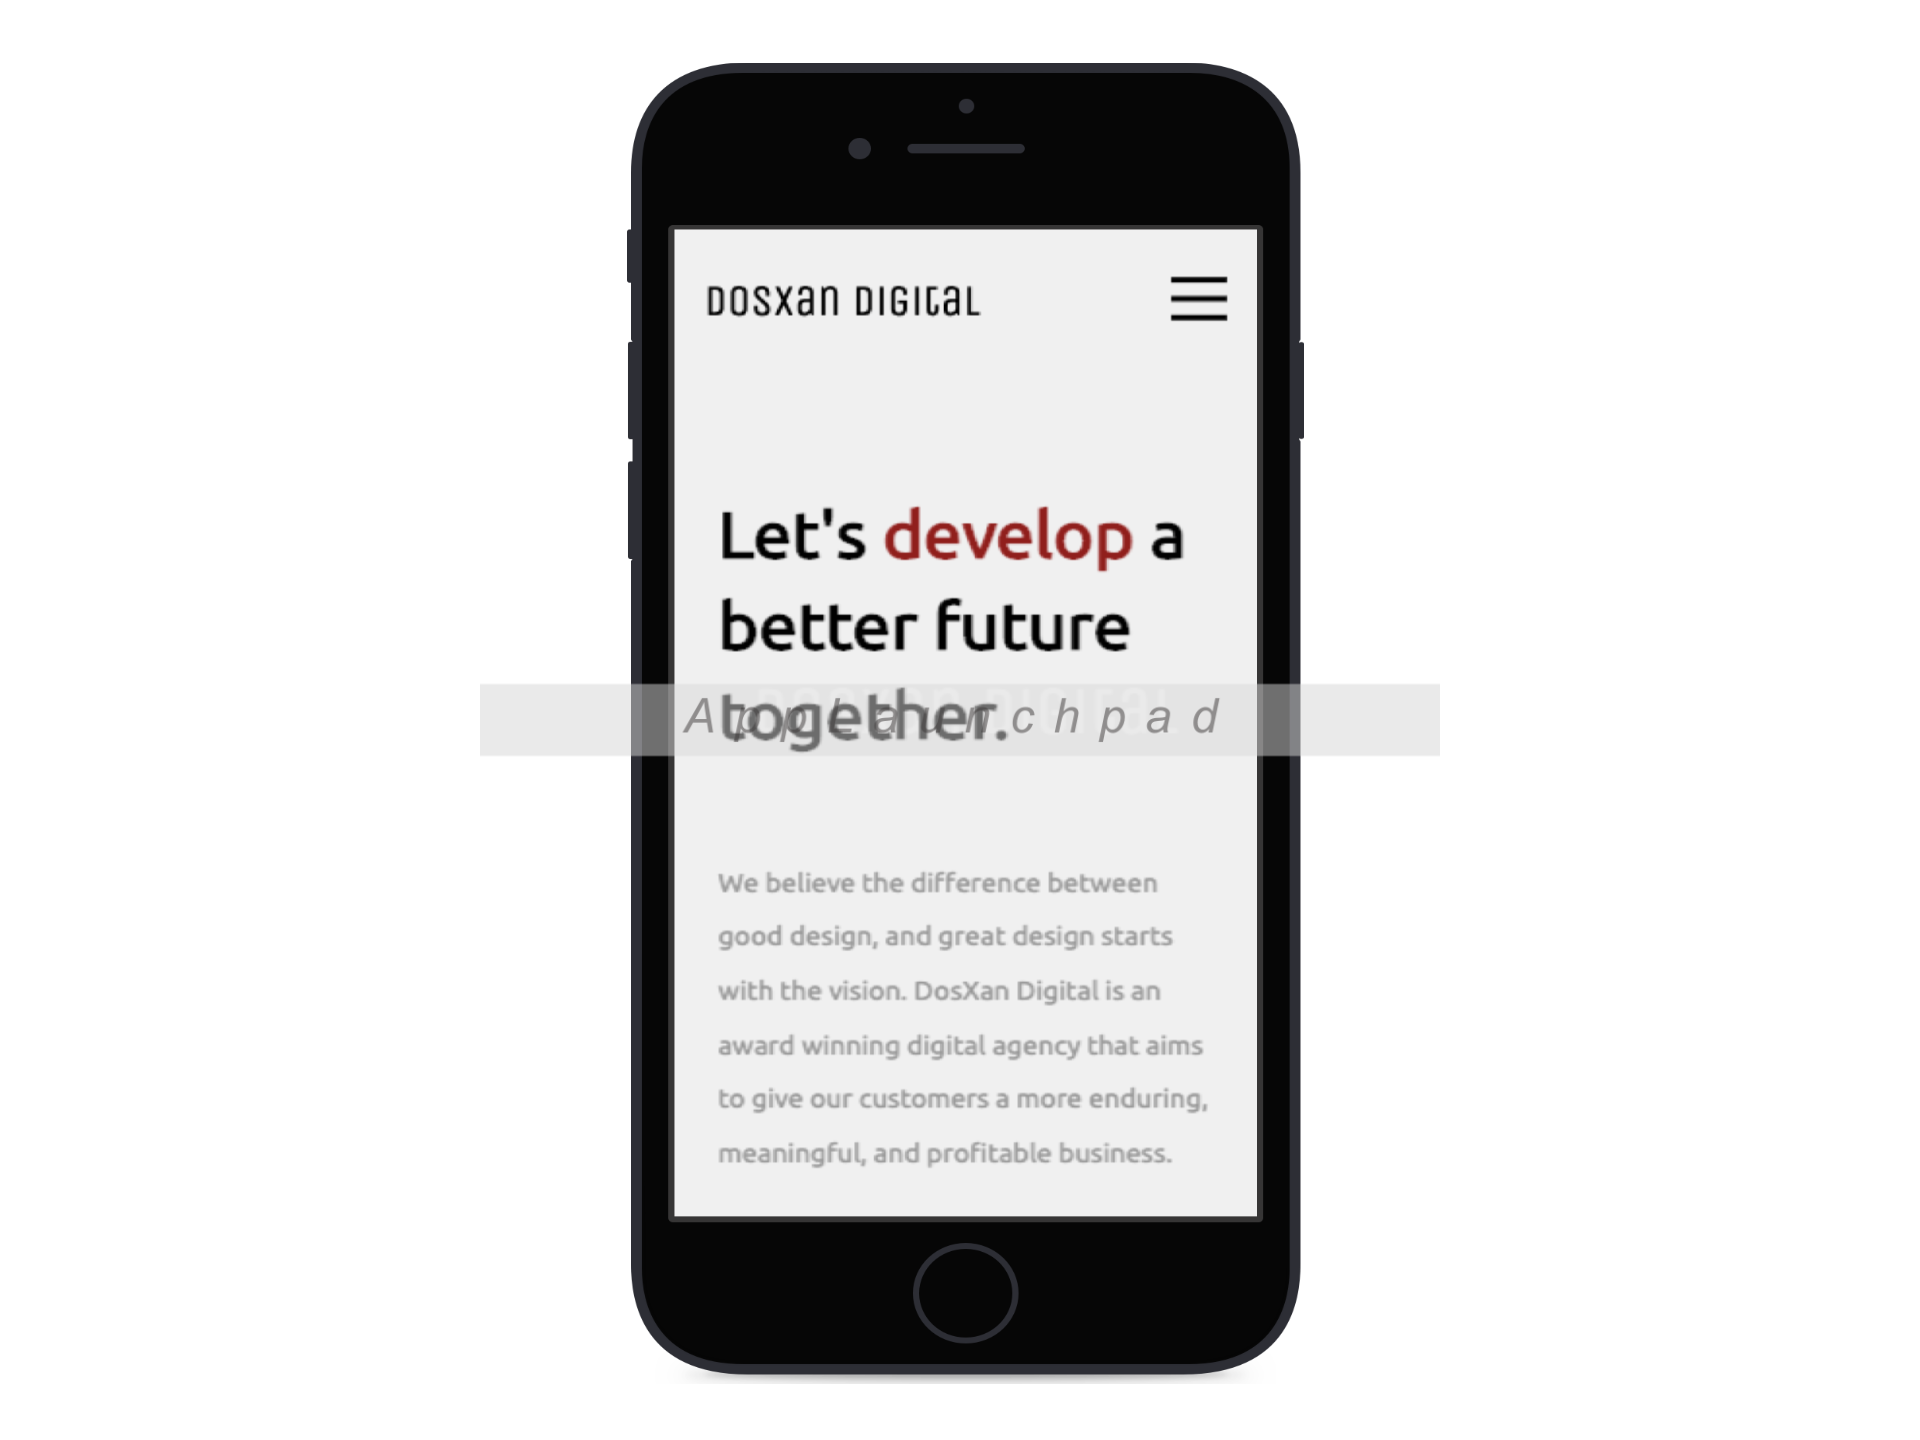 DOSXAN DIGITAL
Let's develop a
better future
together.
AppLaunchpad
We believe the difference between
good design, and great design starts
with the vision. DosXan Digital is an
award winning digital agency that aims
to give our customers a more enduring,
meaningful, and profitable business.